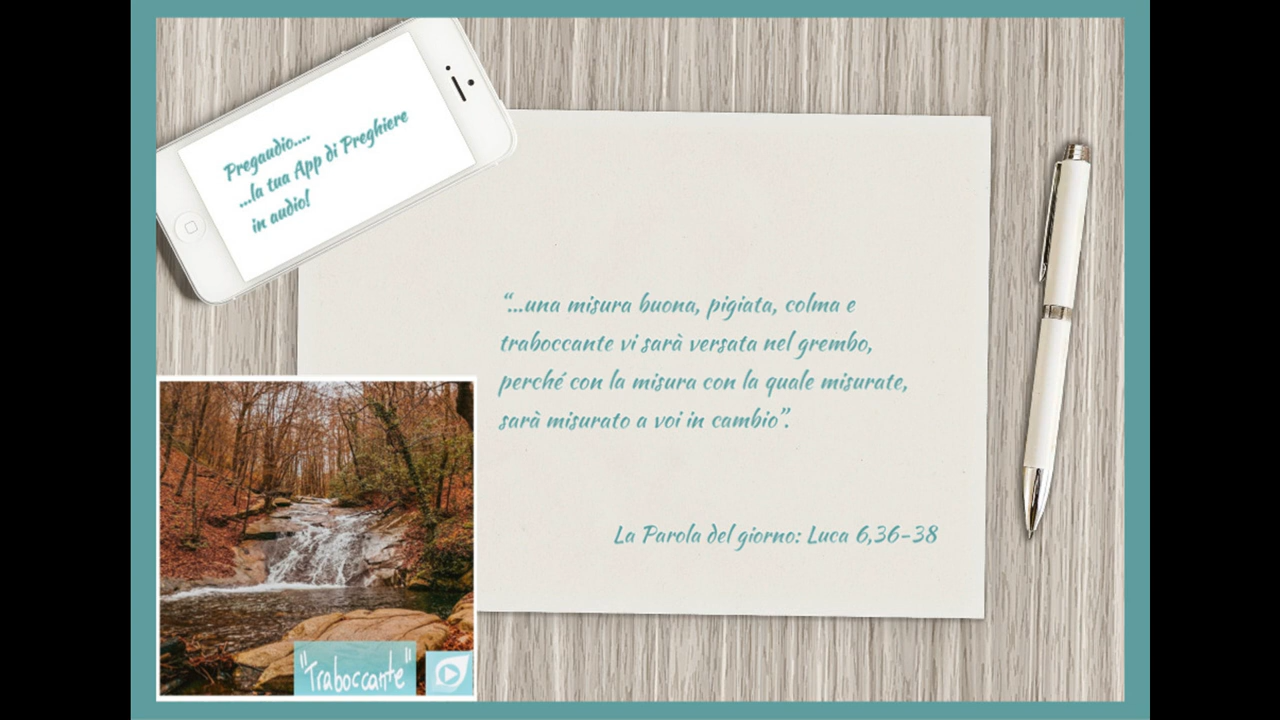 Pregaudio....
...la tua App di Preghiere
in audio!
“...una misura buona, pigiata, colma e
traboccante vi sarà versata nel grembo,
perché con la misura con la quale misurate,
sarà misurato a voi in cambio”.
La Parola del giorno: Luca 6,36-38
"Traboccante"